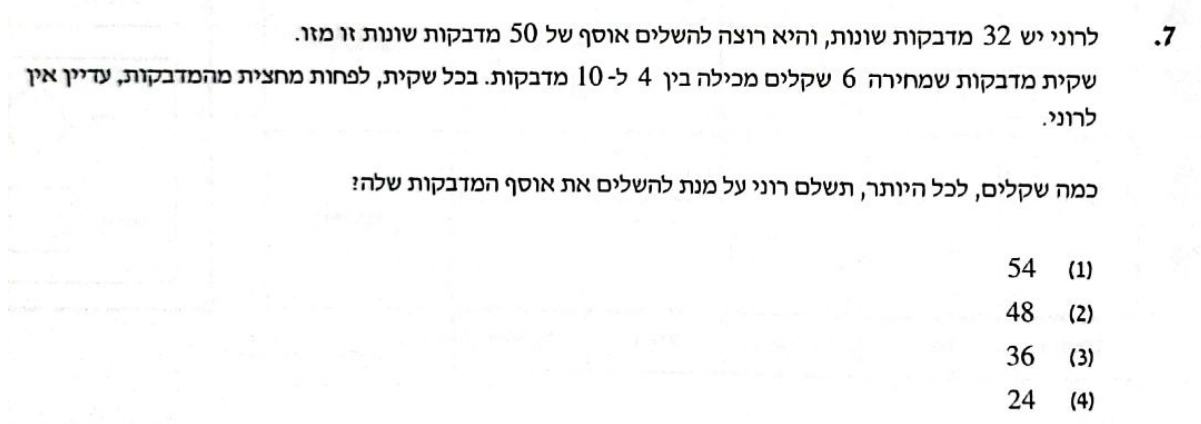 7. לרוני יש 32 מדבקות שונות, והיא רוצה להשלים אוסף של 50 מדבקות שונות זו מזו.
שקית מדבקות שמחירה 6 שקלים מכילה בין 4 ל-10 מדבקות. בכל שקית, לפחות מחצית מהמדבקות, עדיין אין
לרוני.
כמה שקלים, לכל היותר, תשלם רוני על מנת להשלים את אוסף המדבקות שלה?
(1) 54
(2) 48
(3) 36
(4) 24